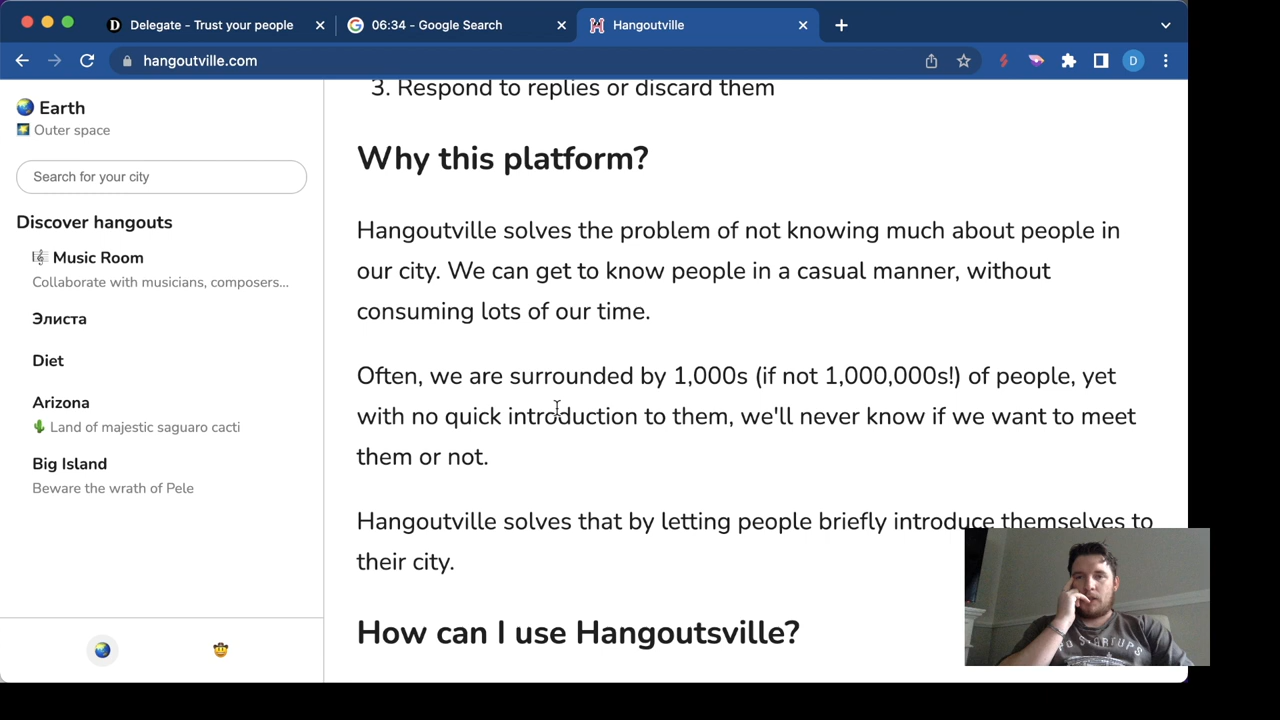 Delegate - Trust your people
06:34 - Google Search
Hangoutville
hangoutville.com
D
Earth
Outer space
Search for your city
Discover hangouts
Music Room
Collaborate with musicians, composers...
Элиста
Diet
Arizona
Land of majestic saguaro cacti
Big Island
Beware the wrath of Pele
3. Respond to replies or discard them
Why this platform?
Hangoutville solves the problem of not knowing much about people in
our city. We can get to know people in a casual manner, without
consuming lots of our time.
Often, we are surrounded by 1,000s (if not 1,000,000s!) of people, yet
with no quick introduction to them, we'll never know if we want to meet
them or not.
Hangoutville solves that by letting people briefly introduce themselves to
their city.
How can I use Hangoutsville?
STARTUPS